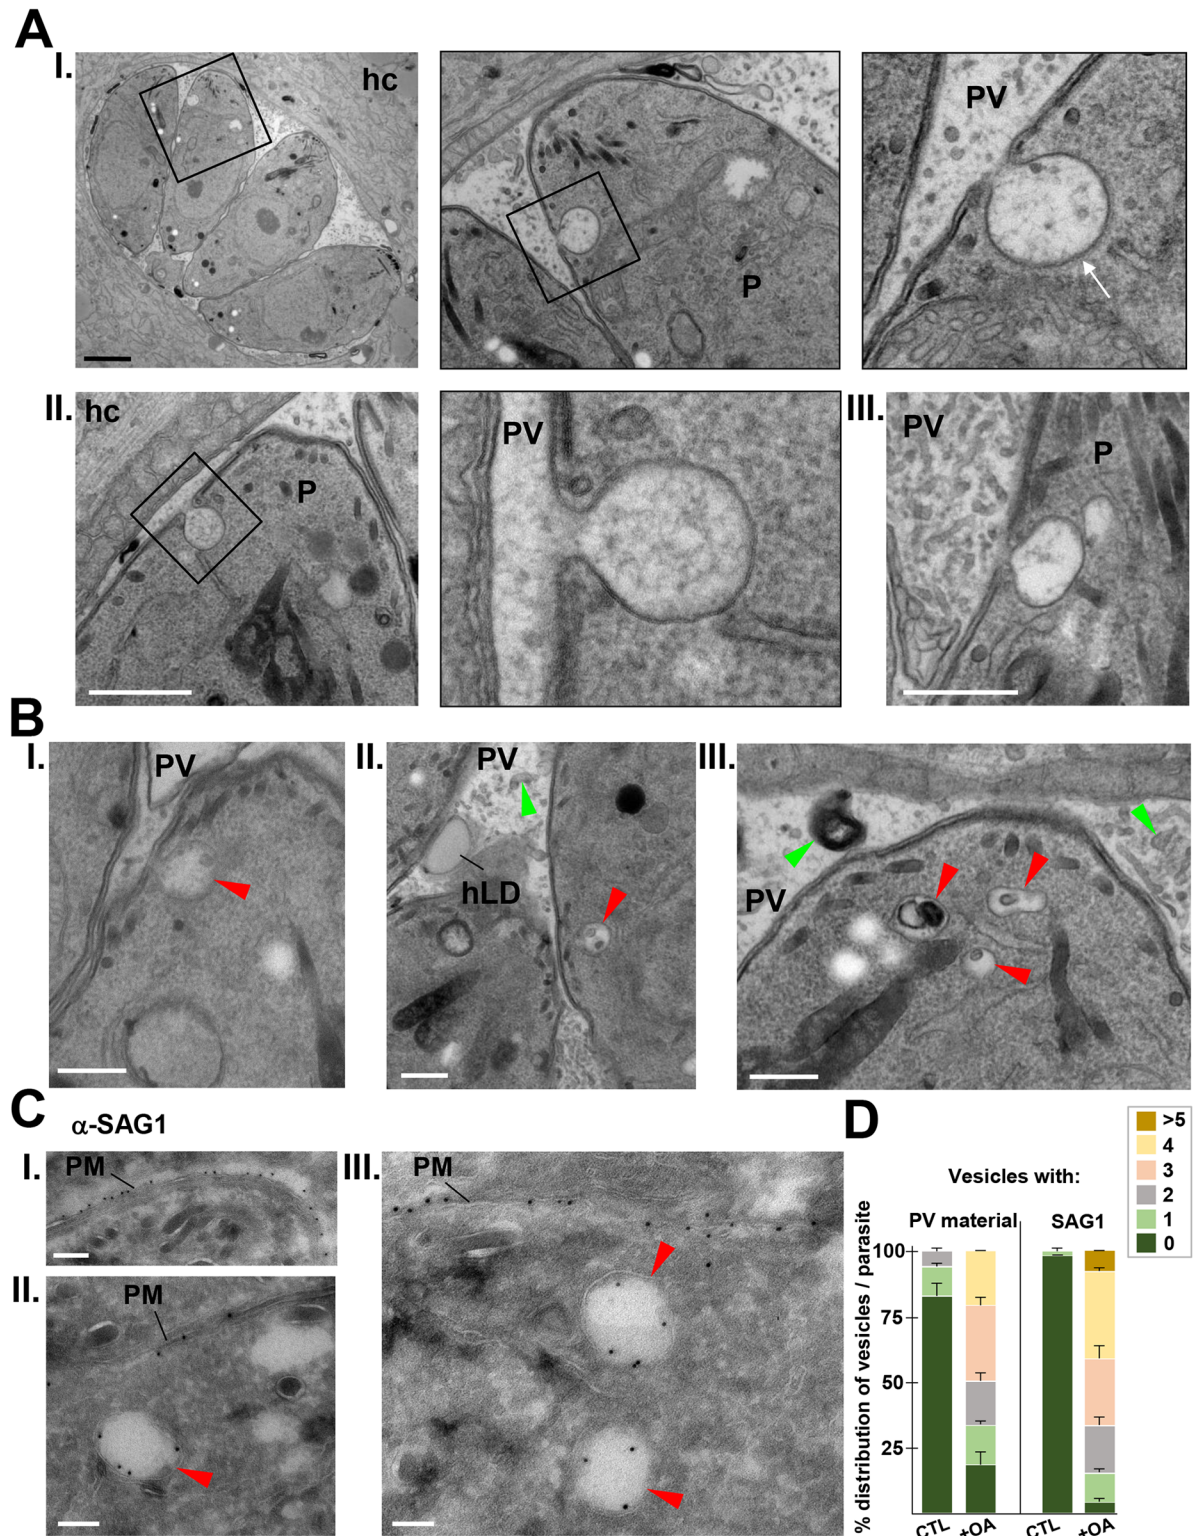 A
I.
hc
P
PV
II.
hc
P
PV
III.
PV
P
B
I.
PV
II.
PV
hLD
III.
PV
C
α-SAG1
I.
PM
II.
PM
III.
PM
D
>5
4
3
2
1
0
Vesicles with:
PV material
SAG1
% distribution of vesicles / parasite
100
75
50
25
CTL
+OA
CTL
+OA